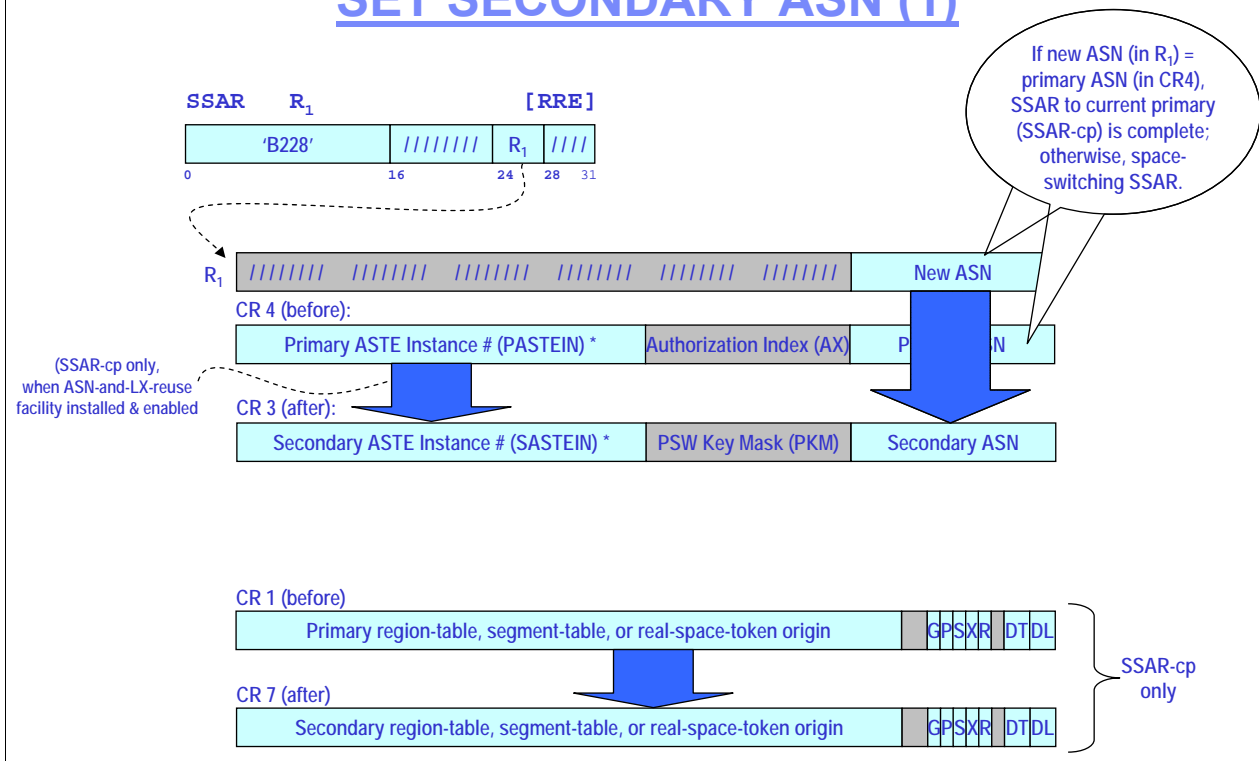 SET SECONDARY ASN (1)
If new ASN (in R1) =
primary ASN (in CR4),
SSAR to current primary
(SSAR-cp) is complete;
otherwise, space-
switching SSAR.
SSAR R1 [RRE]
'B228' //////// R1 ////
0 16 24 28 31
R1 //////// //////// //////// //////// //////// //////// New ASN
CR 4 (before):
Primary ASTE Instance # (PASTEIN) * Authorization Index (AX) P N
(SSAR-cp only,
when ASN-and-LX-reuse
facility installed & enabled
CR 3 (after):
Secondary ASTE Instance # (SASTEIN) * PSW Key Mask (PKM) Secondary ASN
CR 1 (before)
Primary region-table, segment-table, or real-space-token origin G P S X R DT DL
SSAR-cp
only
CR 7 (after)
Secondary region-table, segment-table, or real-space-token origin G P S X R DT DL